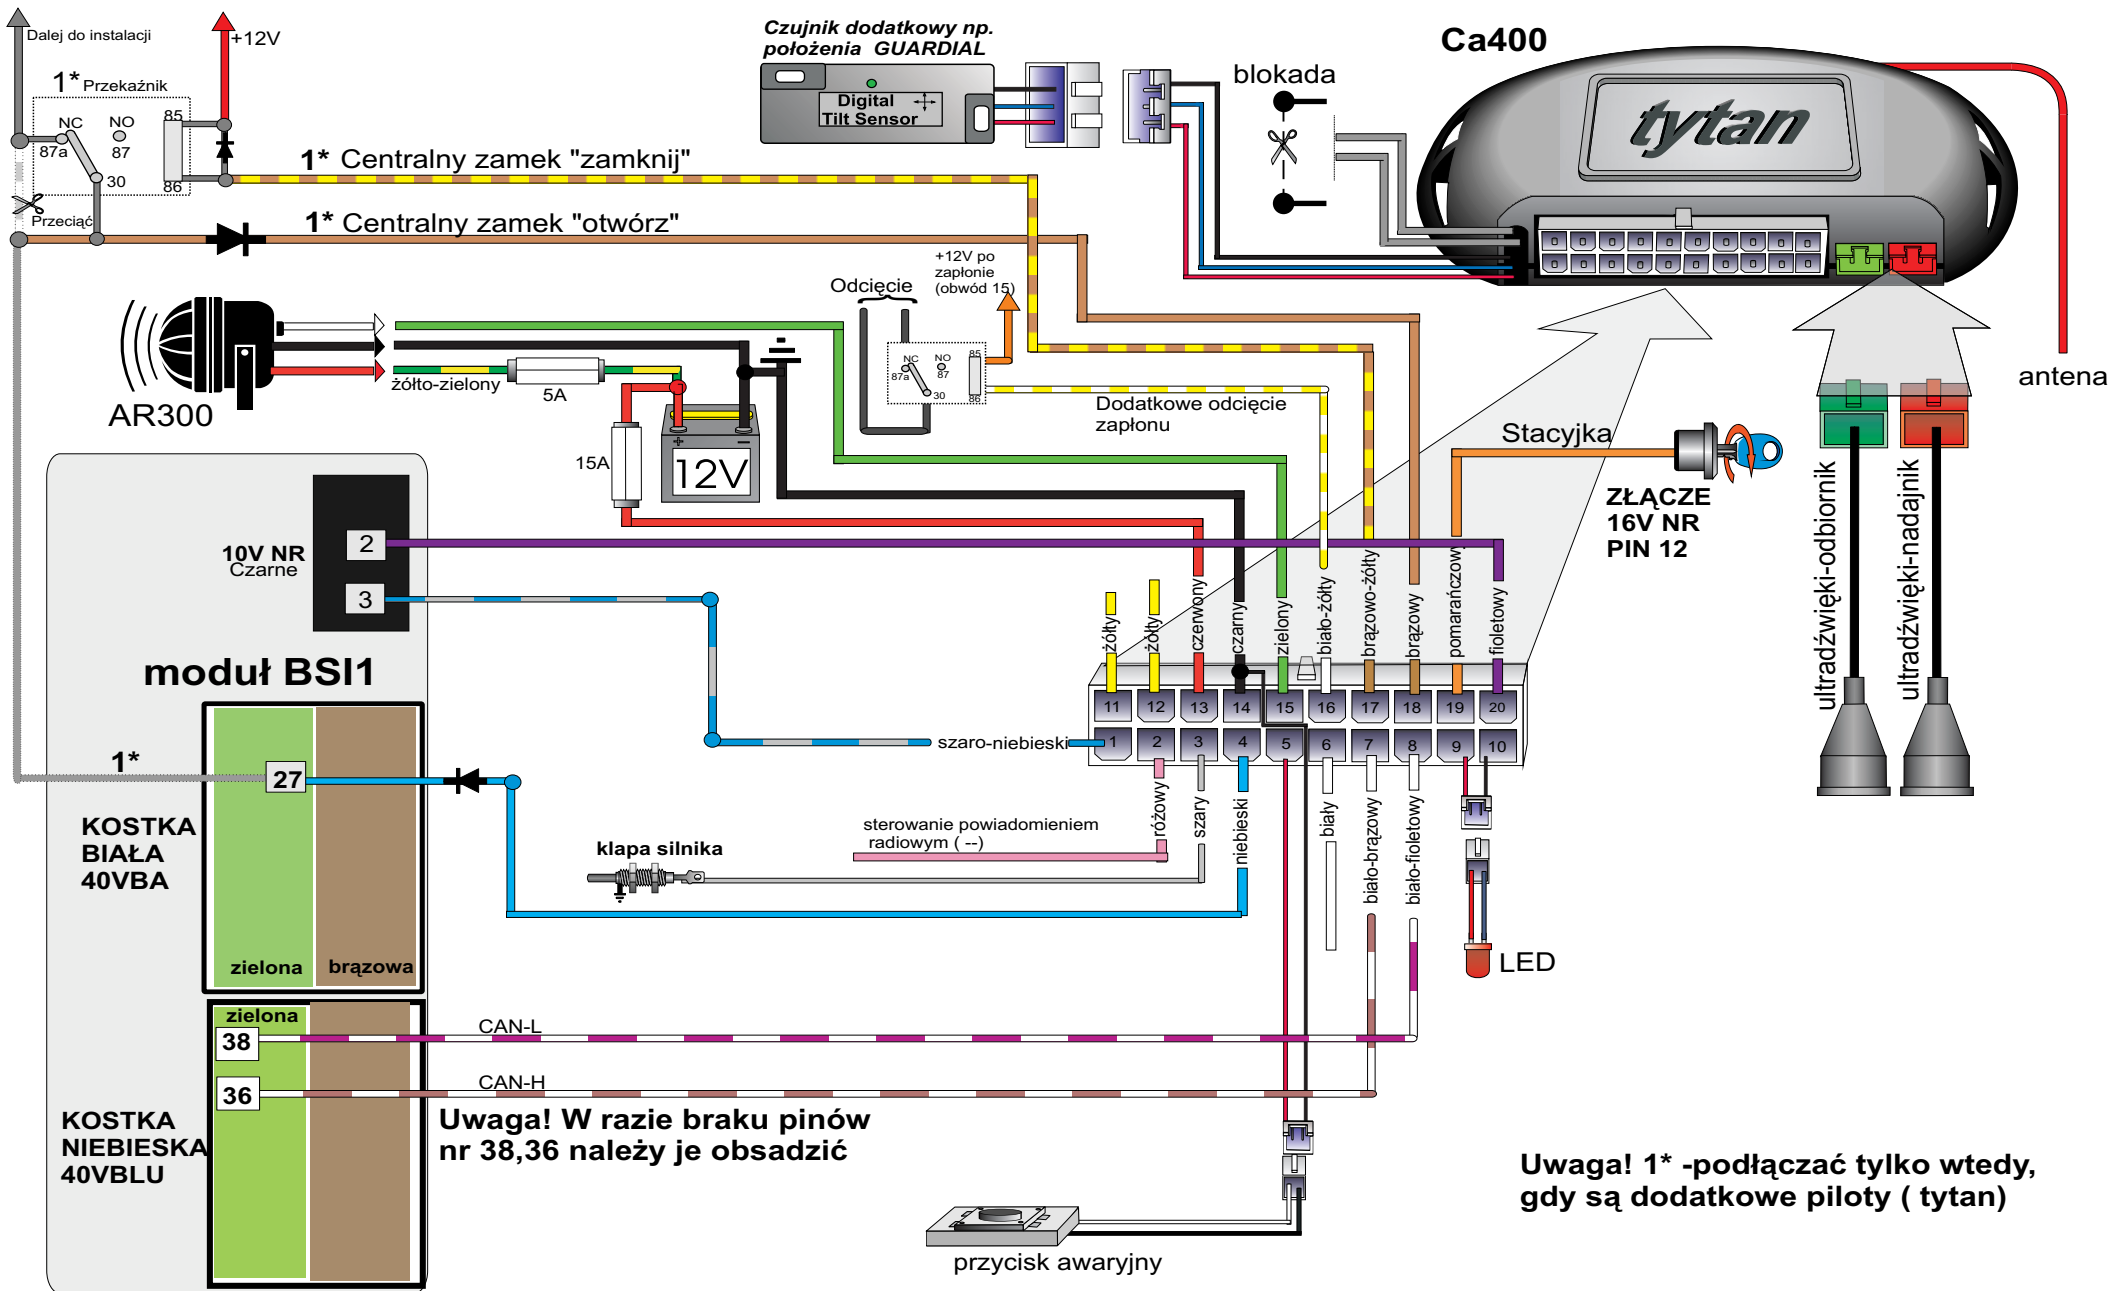 Dalej do instalacji
+12V
1* Przekaźnik
NC
NO
85
87a
87
30
86
Przeciąć
1* Centralny zamek "zamknij"
1* Centralny zamek "otwórz"
Czujnik dodatkowy np.
położenia GUARDIAL
Digital
Tilt Sensor
blokada
Ca400
tytan
antena
AR300
żółto-zielony
5A
15A
+ −
12V
Odcięcie
+12V po
zapłonie
(obwód 15)
NC
NO
85
87a
87
30
86
Dodatkowe odcięcie
zapłonu
Stacyjka
ZŁĄCZE
16V NR
PIN 12
ultradźwięki-odbiornik
ultradźwięki-nadajnik
10V NR
Czarne
2
3
moduł BSI1
1*
27
KOSTKA
BIAŁA
40VBA
zielona
brązowa
zielona
38
36
KOSTKA
NIEBIESKA
40VBLU
CAN-L
CAN-H
Uwaga! W razie braku pinów
nr 38,36 należy je obsadzić
żółty
żółty
czerwony
czarny
zielony
biało-żółty
brązowo-żółty
brązowy
pomarańczowy
fioletowy
11 12 13 14 15 16 17 18 19 20
szaro-niebieski
1 2 3 4 5 6 7 8 9 10
różowy
szary
niebieski
biały
biało-brązowy
biało-fioletowy
sterowanie powiadomieniem
radiowym ( --)
klapa silnika
LED
przycisk awaryjny
Uwaga! 1* -podłączać tylko wtedy,
gdy są dodatkowe piloty ( tytan)